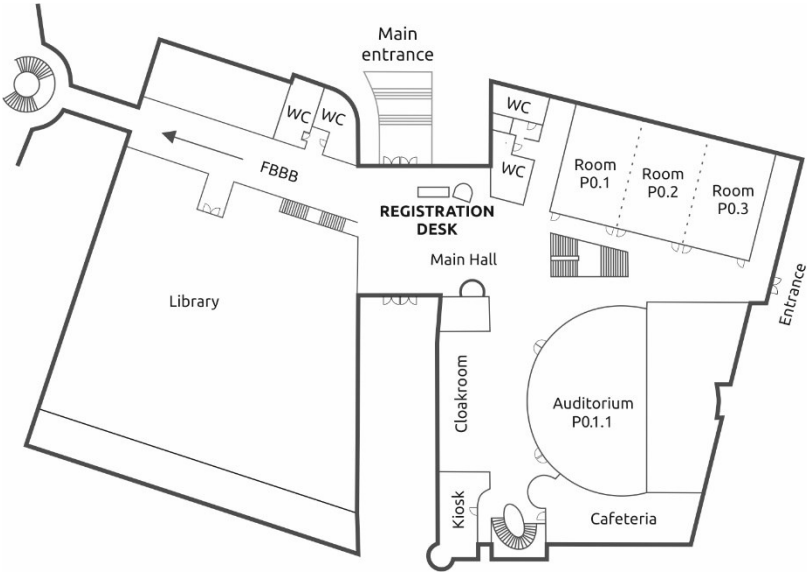 Main
entrance
WC
WC
WC
WC
FBBB
Room
P0.1
Room
P0.2
Room
P0.3
REGISTRATION
DESK
Main Hall
Library
Entrance
Cloakroom
Auditorium
P0.1.1
Kiosk
Cafeteria